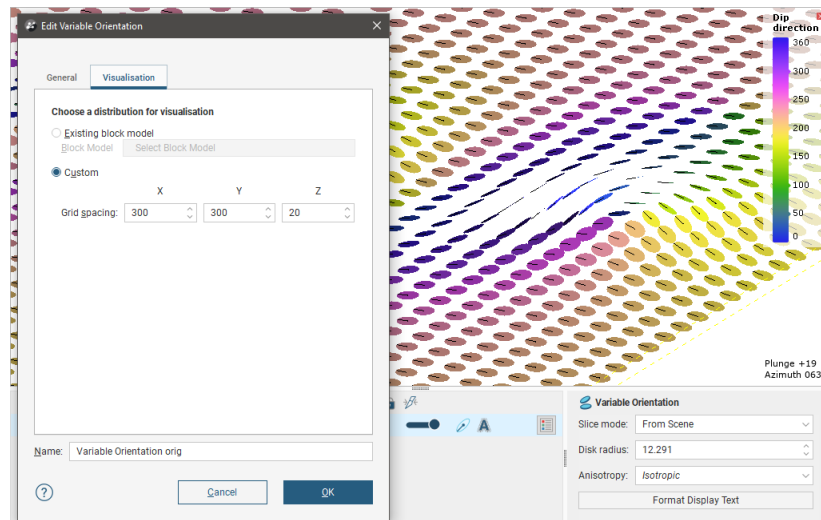 Edit Variable Orientation
General
Visualisation
Choose a distribution for visualisation
Existing block model
Block Model
Select Block Model
Custom
X Y Z
Grid spacing: 300 300 20
Name: Variable Orientation orig
? Cancel OK
Dip
direction
360
300
250
200
150
100
50
0
Plunge +19
Azimuth 063
A
Variable Orientation
Slice mode: From Scene
Disk radius: 12.291
Anisotropy: Isotropic
Format Display Text